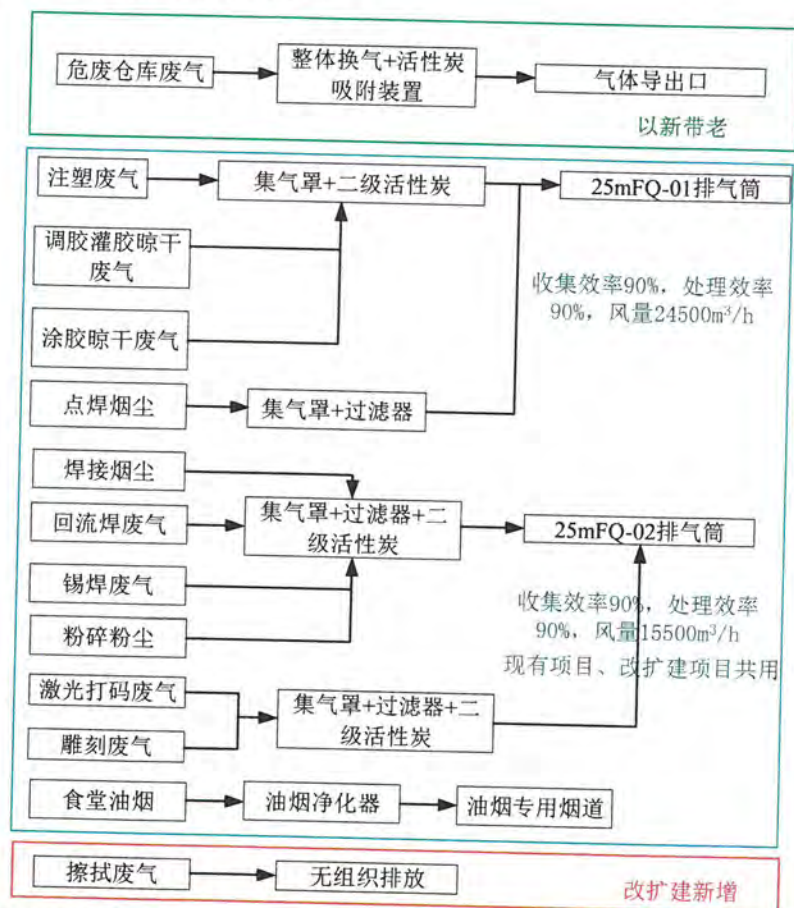 危废仓库废气
整体换气+活性炭
吸附装置
气体导出口
以新带老
注塑废气
集气罩+二级活性炭
25mFQ-01排气筒
调胶灌胶晾干
废气
收集效率90%，处理效率
90%，风量24500m³/h
涂胶晾干废气
点焊烟尘
集气罩+过滤器
焊接烟尘
回流焊废气
集气罩+过滤器+二
级活性炭
25mFQ-02排气筒
锡焊废气
收集效率90%，处理效率
90%，风量15500m³/h
粉碎粉尘
现有项目、改扩建项目共用
激光打码废气
集气罩+过滤器+二
级活性炭
雕刻废气
食堂油烟
油烟净化器
油烟专用烟道
擦拭废气
无组织排放
改扩建新增